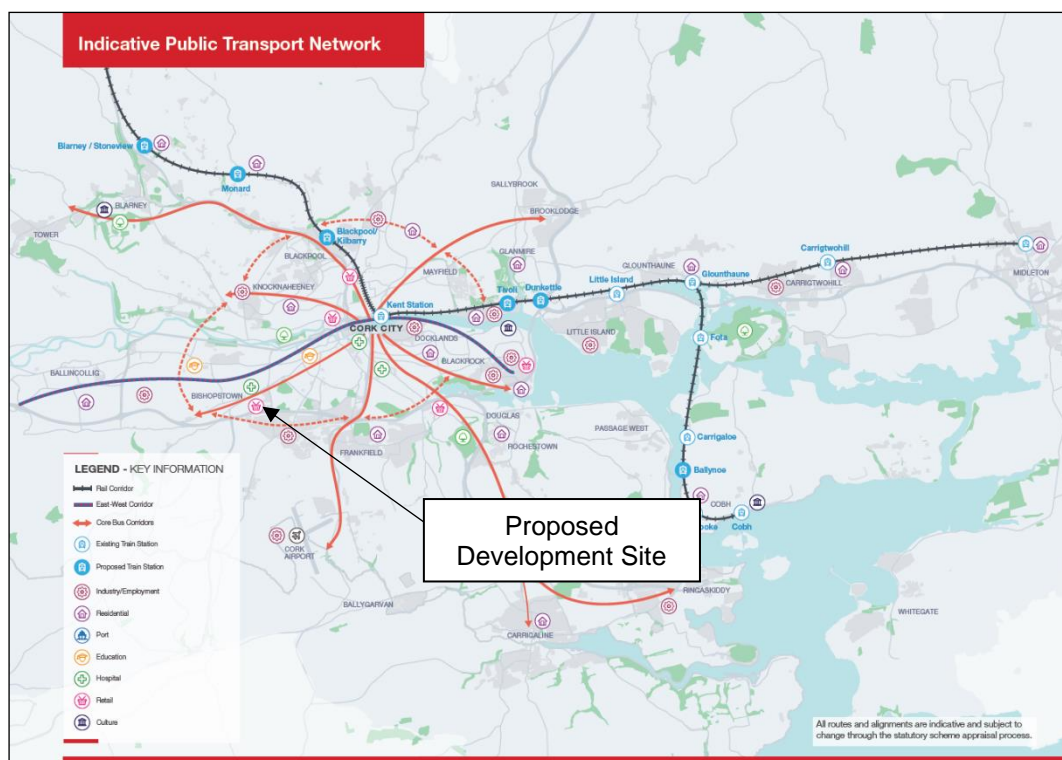 Indicative Public Transport Network
Blarney / Stoneview
Monard
SALLYBROOK
BLARNEY
BROOKLODGE
TOWER
Blackpool/
Kilbarry
BLACKPOOL
GLANMIRE
MAYFIELD
GLOUNTHAUNE
Carrigtwohill
MIDLETON
KNOCKNAHEENEY
Tivoli
Dunkettle
Little Island
Glounthaune
CARRIGTWOHILL
Kent Station
CORK CITY
DOCKLANDS
LITTLE ISLAND
Fota
BLACKROCK
BALLINCOLLIG
BISHOPSTOWN
DOUGLAS
PASSAGE WEST
ROCHESTOWN
FRANKFIELD
Carrigaloe
Ballynoe
COBH
Cobh
LEGEND - KEY INFORMATION
Rail Corridor
East-West Corridor
Core Bus Corridors
Existing Train Station
Proposed Train Station
Industry/Employment
Residential
Port
Education
Hospital
Retail
Culture
Proposed
Development Site
CORK
AIRPORT
BALLYGARVAN
RINGASKIDDY
WHITEGATE
CARRIGALINE
All routes and alignments are indicative and subject to
change through the statutory scheme appraisal process.